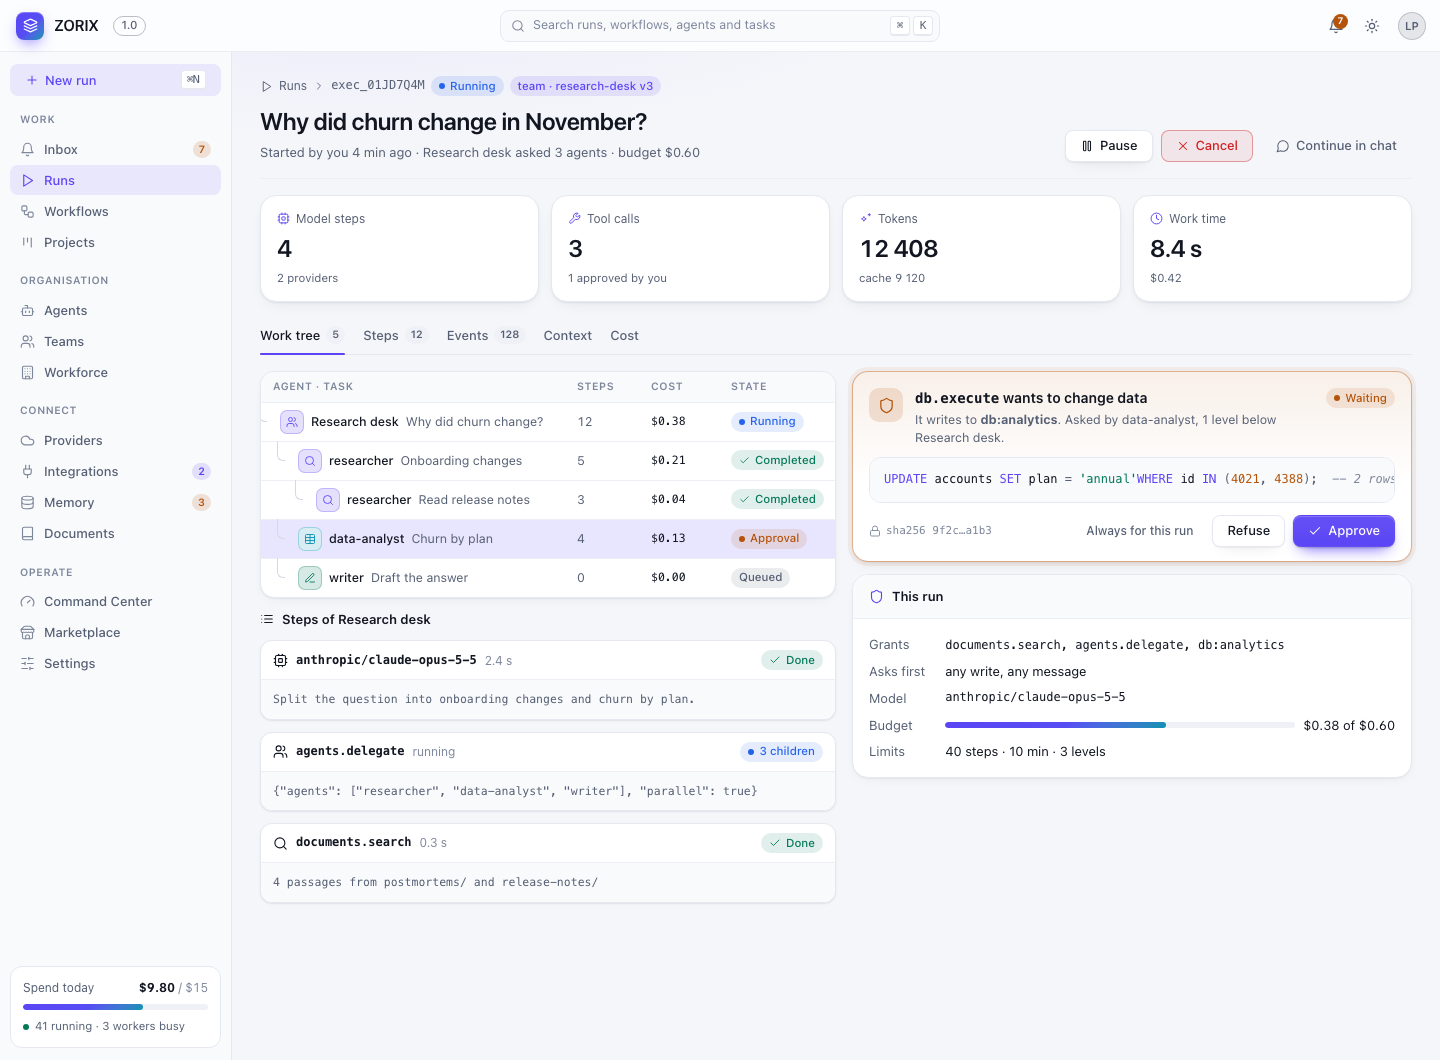 ZORIX 1.0
Search runs, workflows, agents and tasks ⌘ K
7
LP
New run ⌘N
WORK
Inbox 7
Runs
Workflows
Projects
ORGANISATION
Agents
Teams
Workforce
CONNECT
Providers
Integrations 2
Memory 3
Documents
OPERATE
Command Center
Marketplace
Settings
Spend today $9.80 / $15
41 running · 3 workers busy
Runs exec_01JD7Q4M Running team · research-desk v3
Why did churn change in November?
Started by you 4 min ago · Research desk asked 3 agents · budget $0.60
Pause Cancel Continue in chat
Model steps
4
2 providers
Tool calls
3
1 approved by you
Tokens
12 408
cache 9 120
Work time
8.4 s
$0.42
Work tree 5 Steps 12 Events 128 Context Cost
AGENT · TASK STEPS COST STATE
Research desk Why did churn change? 12 $0.38 Running
researcher Onboarding changes 5 $0.21 Completed
researcher Read release notes 3 $0.04 Completed
data-analyst Churn by plan 4 $0.13 Approval
writer Draft the answer 0 $0.00 Queued
Steps of Research desk
anthropic/claude-opus-5-5 2.4 s Done
Split the question into onboarding changes and churn by plan.
agents.delegate running 3 children
{"agents": ["researcher", "data-analyst", "writer"], "parallel": true}
documents.search 0.3 s Done
4 passages from postmortems/ and release-notes/
db.execute wants to change data Waiting
It writes to db:analytics. Asked by data-analyst, 1 level below
Research desk.
UPDATE accounts SET plan = 'annual'WHERE id IN (4021, 4388); -- 2 rows
sha256 9f2c…a1b3 Always for this run Refuse Approve
This run
Grants documents.search, agents.delegate, db:analytics
Asks first any write, any message
Model anthropic/claude-opus-5-5
Budget $0.38 of $0.60
Limits 40 steps · 10 min · 3 levels